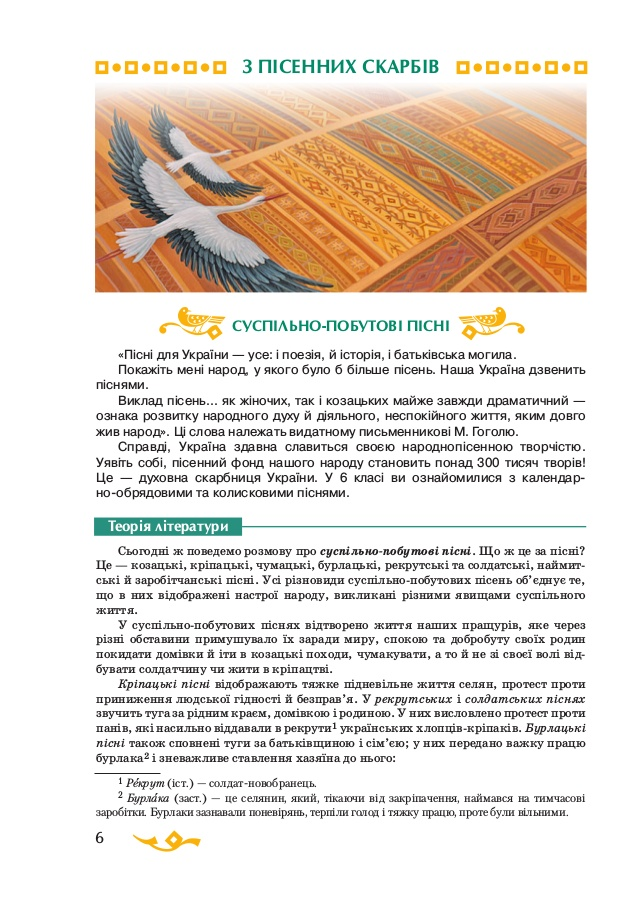 З ПІСЕННИХ СКАРБІВ
СУСПІЛЬНО-ПОБУТОВІ ПІСНІ
«Пісні для України — усе: і поезія, й історія, і батьківська могила.
Покажіть мені народ, у якого було б більше пісень. Наша Україна дзвенить
піснями.
Виклад пісень... як жіночих, так і козацьких майже завжди драматичний —
ознака розвитку народного духу й діяльного, неспокійного життя, яким довго
жив народ». Ці слова належать видатному письменникові М. Гоголю.
Справді, Україна здавна славиться своєю народнопісенною творчістю.
Уявіть собі, пісенний фонд нашого народу становить понад 300 тисяч творів!
Це — духовна скарбниця України. У 6 класі ви ознайомилися з календар-
но-обрядовими та колисковими піснями.
Теорія літератури
Сьогодні ж поведемо розмову про суспільно-побутові пісні. Що ж це за пісні?
Це — козацькі, кріпацькі, чумацькі, бурлацькі, рекрутські та солдатські, наймит-
ські й заробітчанські пісні. Усі різновиди суспільно-побутових пісень об’єднує те,
що в них відображені настрої народу, викликані різними явищами суспільного
життя.
У суспільно-побутових піснях відтворено життя наших пращурів, яке через
різні обставини примушувало їх заради миру, спокою та добробуту своїх родин
покидати домівки й іти в козацькі походи, чумакувати, а то й не зі своєї волі від-
бувати солдатчину чи жити в кріпацтві.
Кріпацькі пісні відображають тяжке підневільне життя селян, протест проти
приниження людської гідності й безправ’я. У рекрутських і солдатських піснях
звучить туга за рідним краєм, домівкою і родиною. У них висловлено протест проти
панів, які насильно віддавали в рекрути¹ українських хлопців-кріпаків. Бурлацькі
пісні також сповнені туги за батьківщиною і сім’єю; у них передано важку працю
бурлака² і зневажливе ставлення хазяїна до нього:
¹ Ре́крут (іст.) — солдат-новобранець.
² Бурла́ка (заст.) — це селянин, який, тікаючи від закріпачення, наймався на тимчасові
заробітки. Бурлаки зазнавали поневірянь, терпіли голод і тяжку працю, проте були вільними.
6